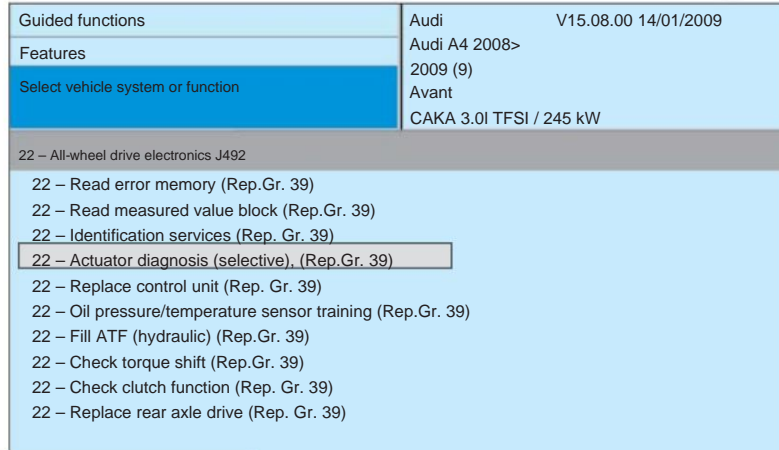 Guided functions
Features
Select vehicle system or function
Audi V15.08.00 14/01/2009
Audi A4 2008>
2009 (9)
Avant
CAKA 3.0l TFSI / 245 kW
22 – All-wheel drive electronics J492
22 – Read error memory (Rep.Gr. 39)
22 – Read measured value block (Rep.Gr. 39)
22 – Identification services (Rep. Gr. 39)
22 – Actuator diagnosis (selective), (Rep.Gr. 39)
22 – Replace control unit (Rep. Gr. 39)
22 – Oil pressure/temperature sensor training (Rep.Gr. 39)
22 – Fill ATF (hydraulic) (Rep.Gr. 39)
22 – Check torque shift (Rep.Gr. 39)
22 – Check clutch function (Rep.Gr. 39)
22 – Replace rear axle drive (Rep. Gr. 39)